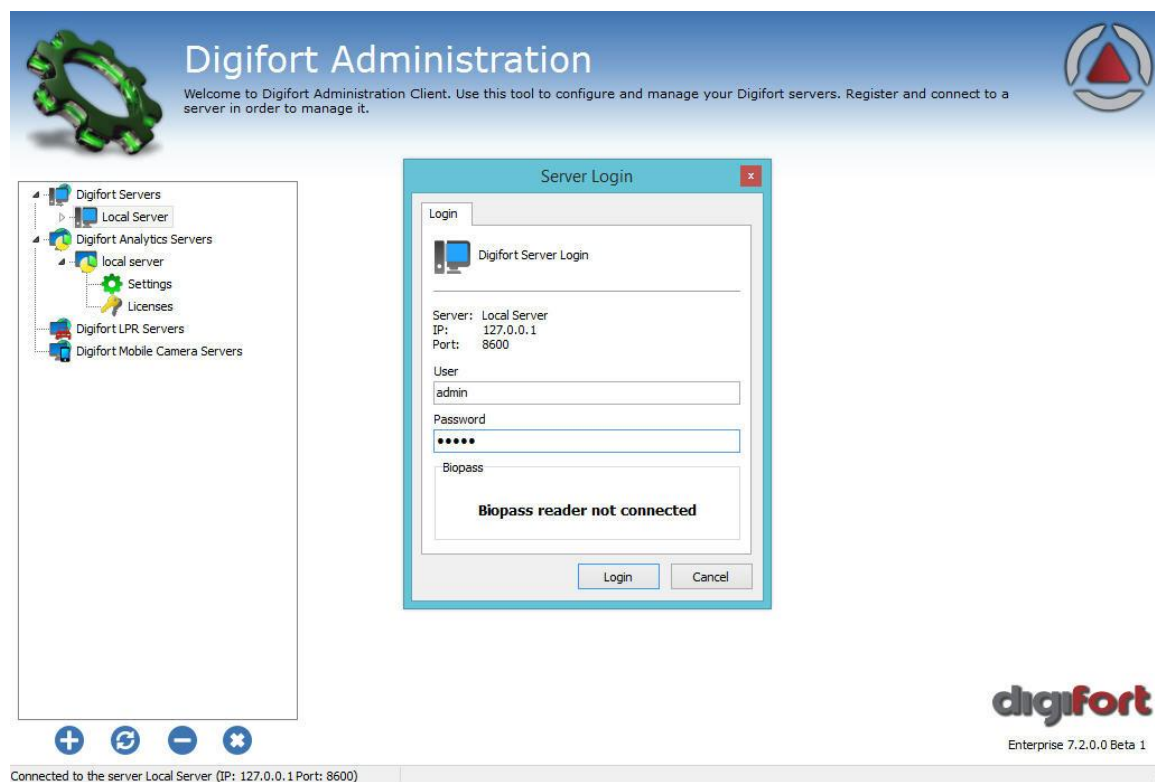 Digifort Administration
Welcome to Digifort Administration Client. Use this tool to configure and manage your Digifort servers. Register and connect to a
server in order to manage it.
Digifort Servers
Local Server
Digifort Analytics Servers
local server
Settings
Licenses
Digifort LPR Servers
Digifort Mobile Camera Servers
Server Login
x
Login
Digifort Server Login
Server: Local Server
IP: 127.0.0.1
Port: 8600
User
admin
Password
•••••
Biopass
Biopass reader not connected
Login Cancel
digifort
Enterprise 7.2.0.0 Beta 1
Connected to the server Local Server (IP: 127.0.0.1 Port: 8600)